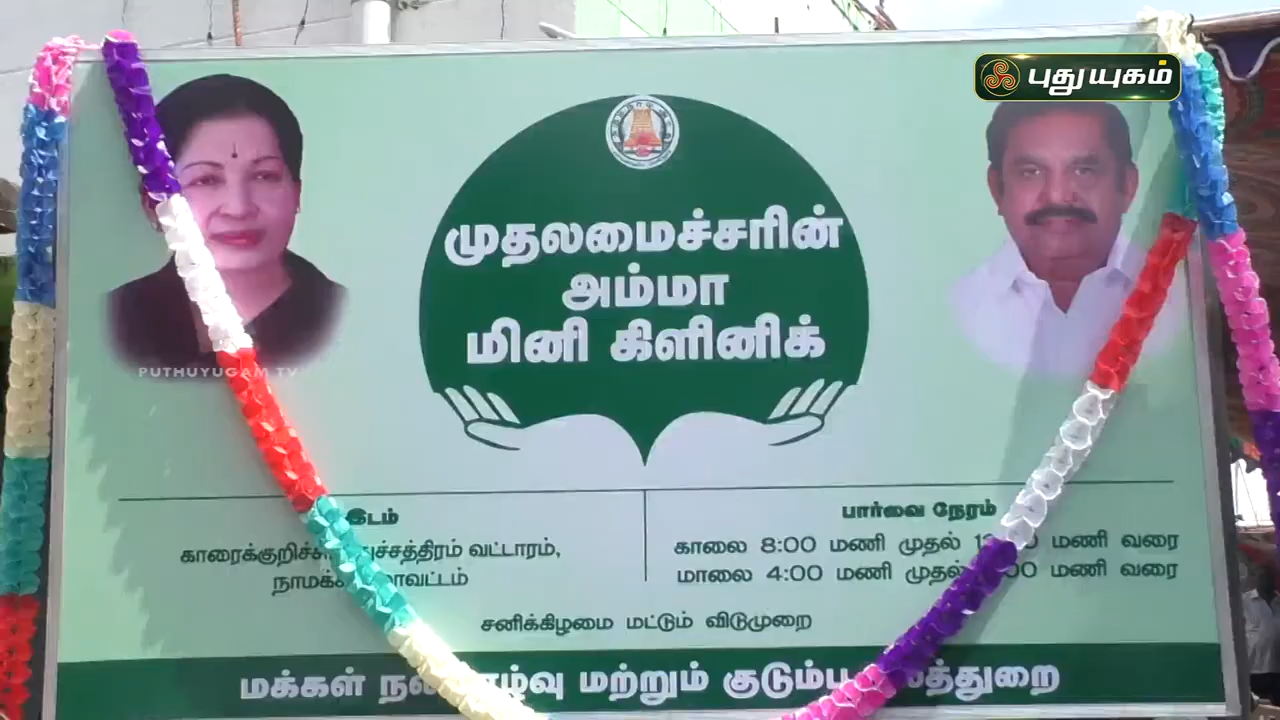 புதுயுகம்
முதலமைச்சரின்
அம்மா
மினி கிளினிக்
PUTHUYUGAM TV
இடம்
வட்டாரம்,
பார்வை நேரம்
காலை 8:00 மணி முதல் மணி வரை
மாலை 4:00 மணி முதல் மணி வரை
சனிக்கிழமை மட்டும் விடுமுறை
மக்கள் மற்றும்